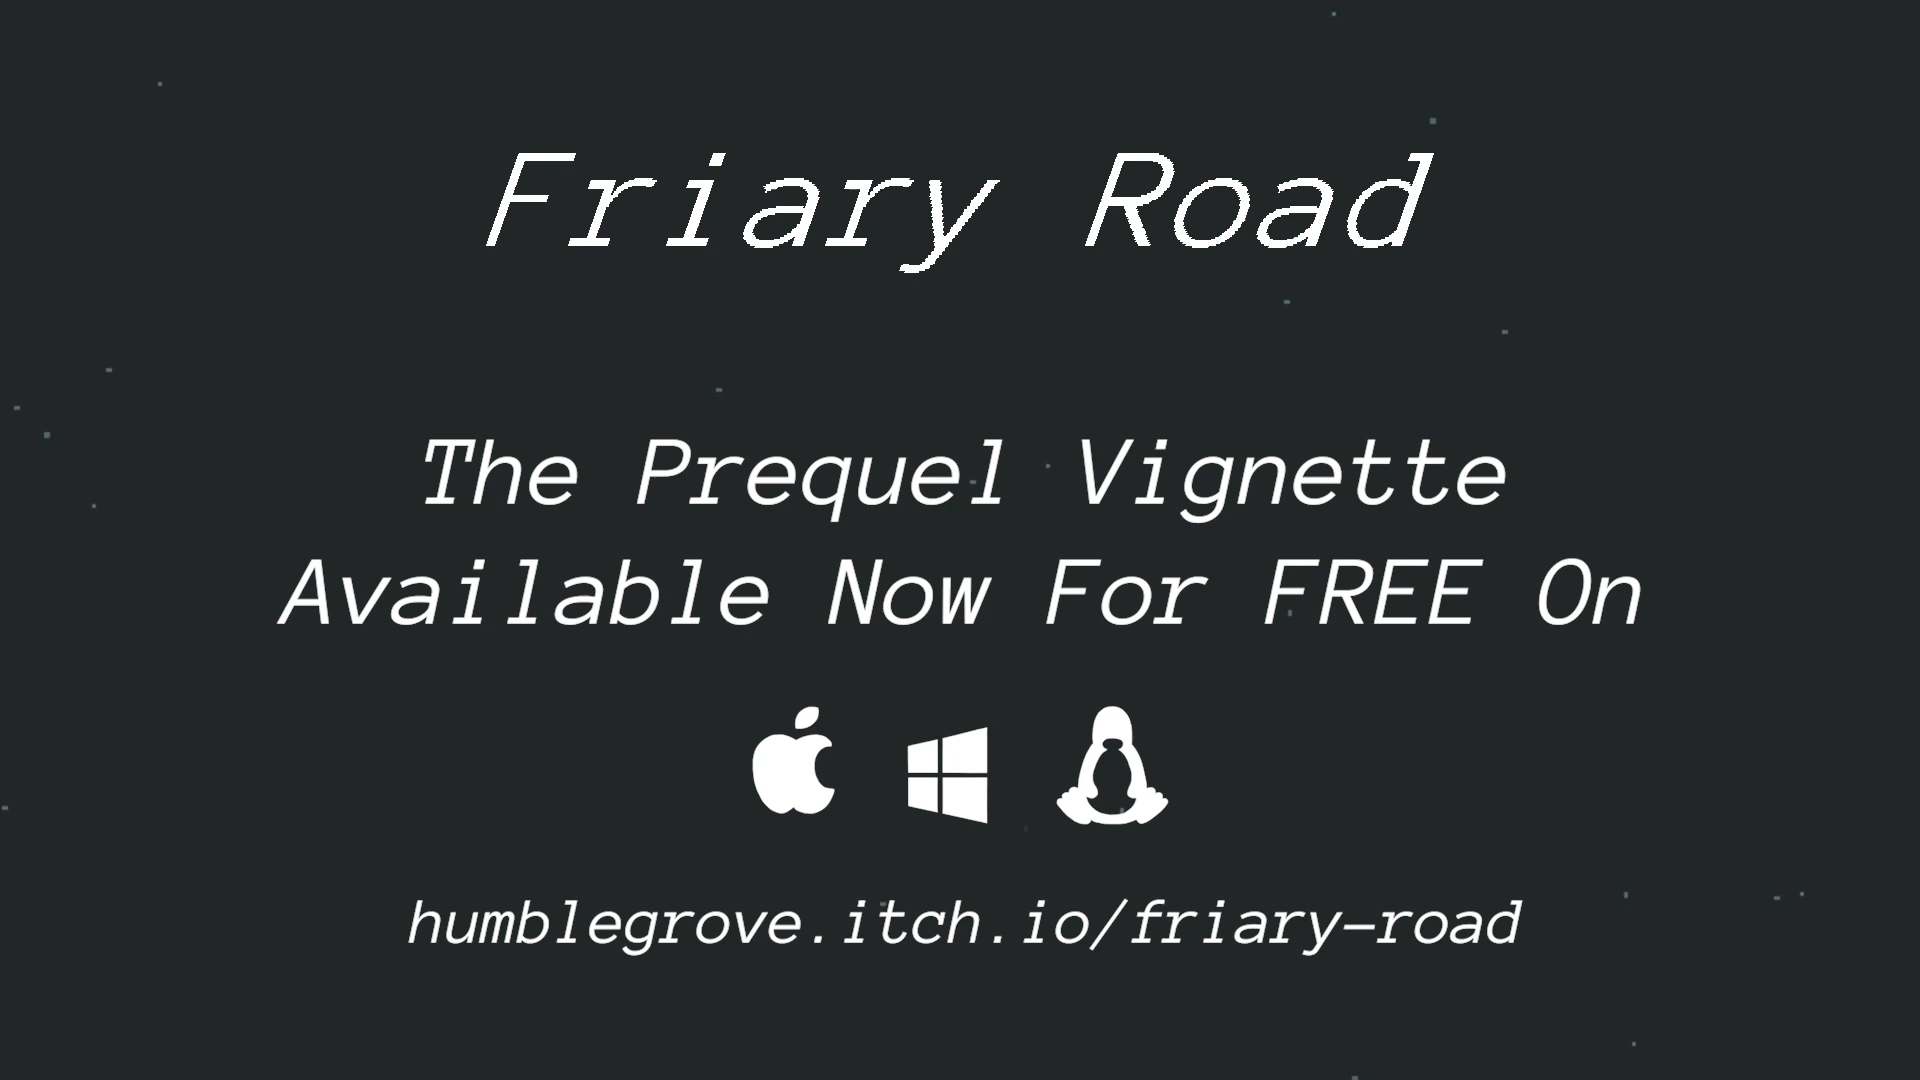 Friary Road
The Prequel Vignette
Available Now For FREE On
humblegrove.itch.io/friary-road